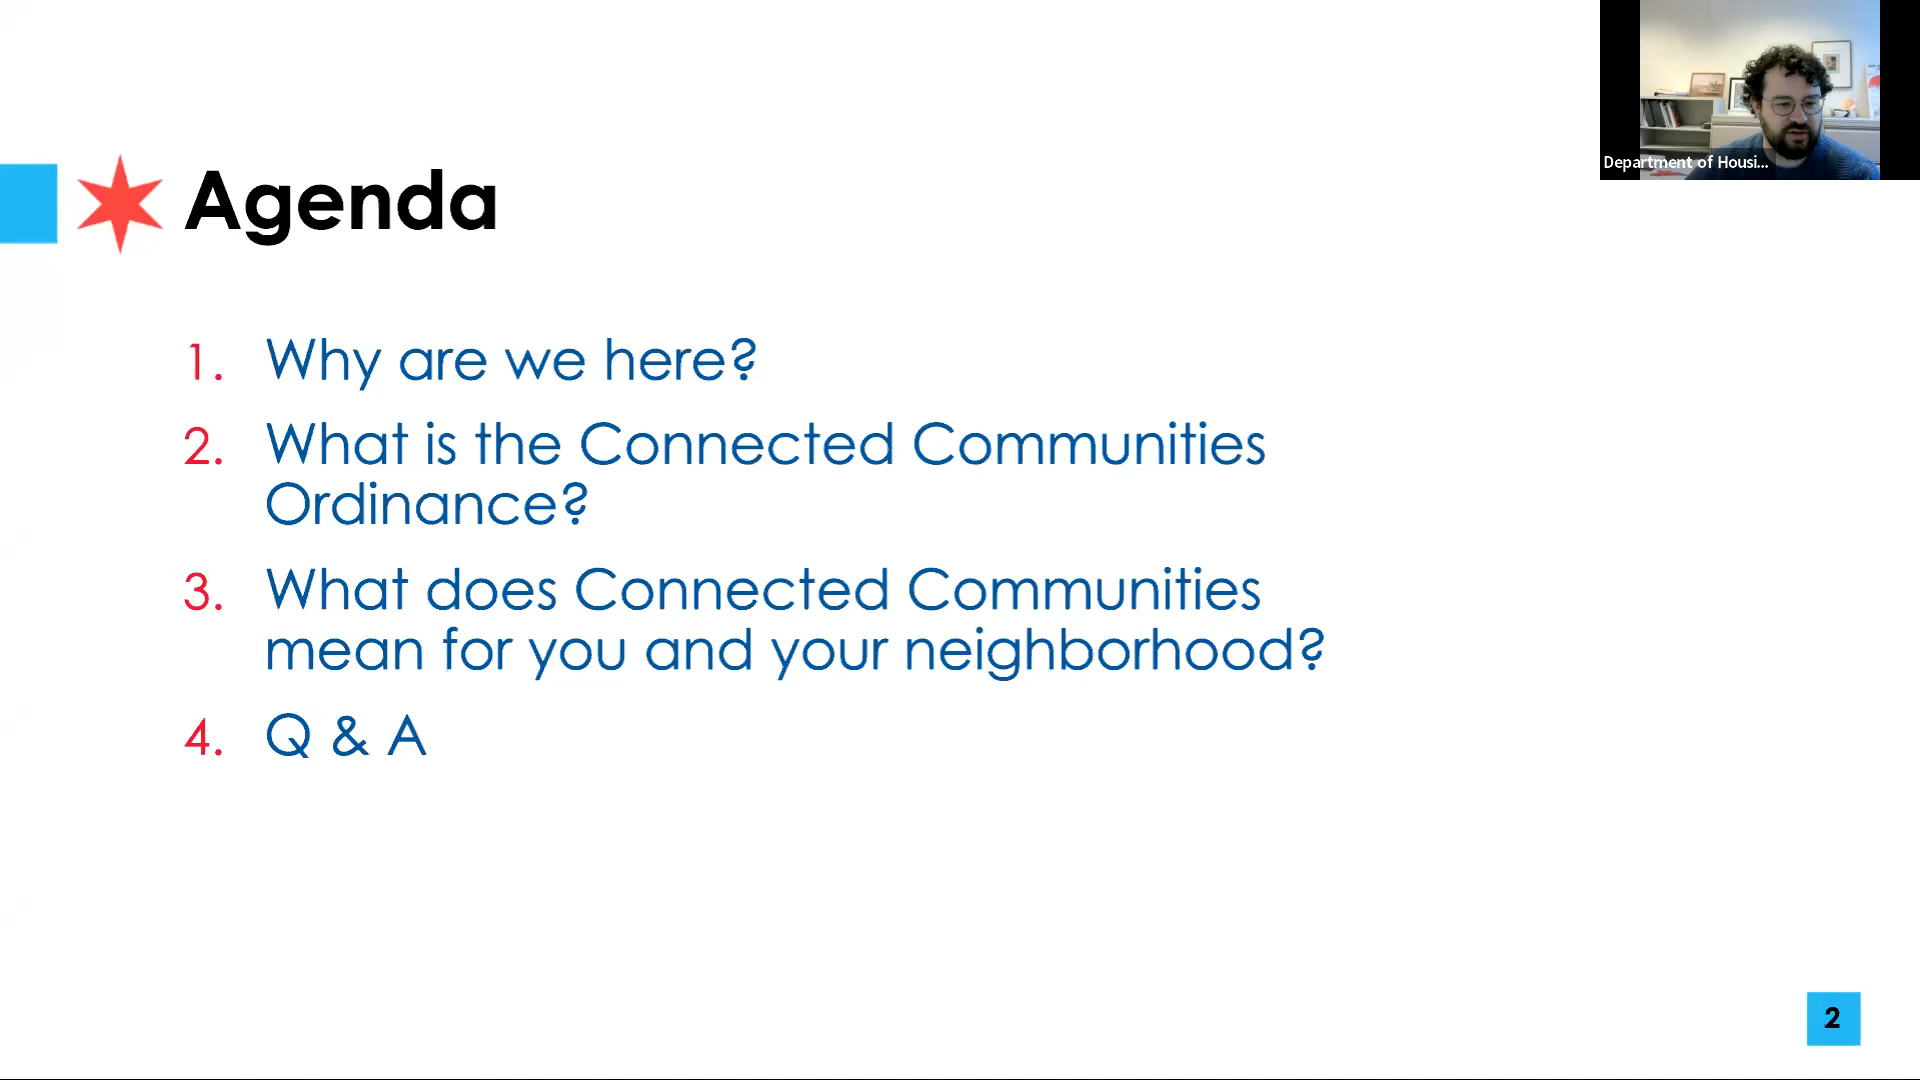 Department of Housi...
Agenda
1. Why are we here?
2. What is the Connected Communities
Ordinance?
3. What does Connected Communities
mean for you and your neighborhood?
4. Q & A
2